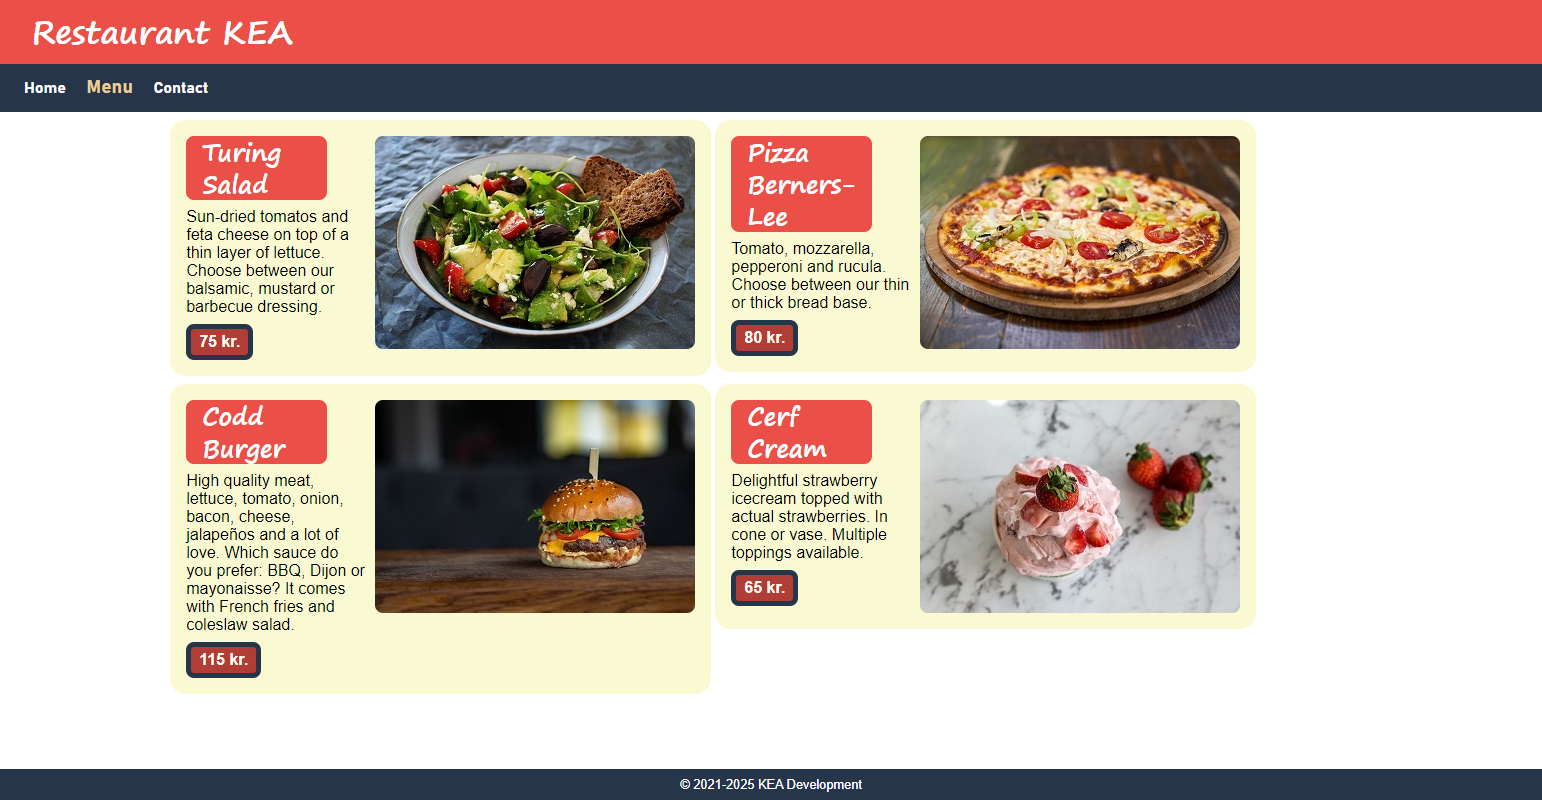 Restaurant KEA
Home Menu Contact
Turing
Salad
Sun-dried tomatos and
feta cheese on top of a
thin layer of lettuce.
Choose between our
balsamic, mustard or
barbecue dressing.
75 kr.
Pizza
Berners-
Lee
Tomato, mozzarella,
pepperoni and rucula.
Choose between our thin
or thick bread base.
80 kr.
Codd
Burger
High quality meat,
lettuce, tomato, onion,
bacon, cheese,
jalapeños and a lot of
love. Which sauce do
you prefer: BBQ, Dijon or
mayonaisse? It comes
with French fries and
coleslaw salad.
115 kr.
Cerf
Cream
Delightful strawberry
icecream topped with
actual strawberries. In
cone or vase. Multiple
toppings available.
65 kr.
© 2021-2025 KEA Development